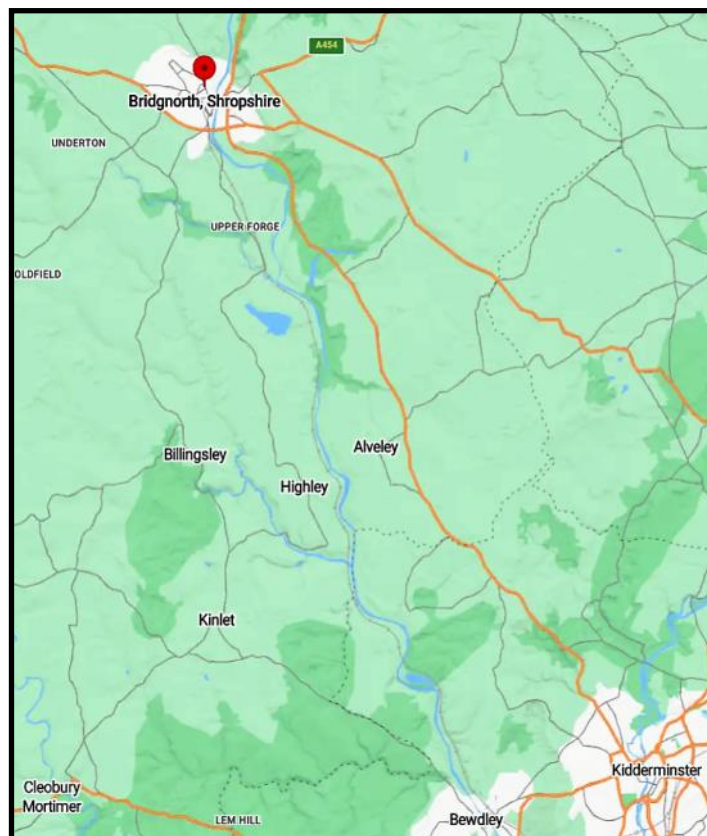 A454
Bridgnorth, Shropshire
UNDERTON
UPPER FORGE
OLDFIELD
Alveley
Billingsley
Highley
Kinlet
Kidderminster
Cleobury
Mortimer
Bewdley
LEM HILL